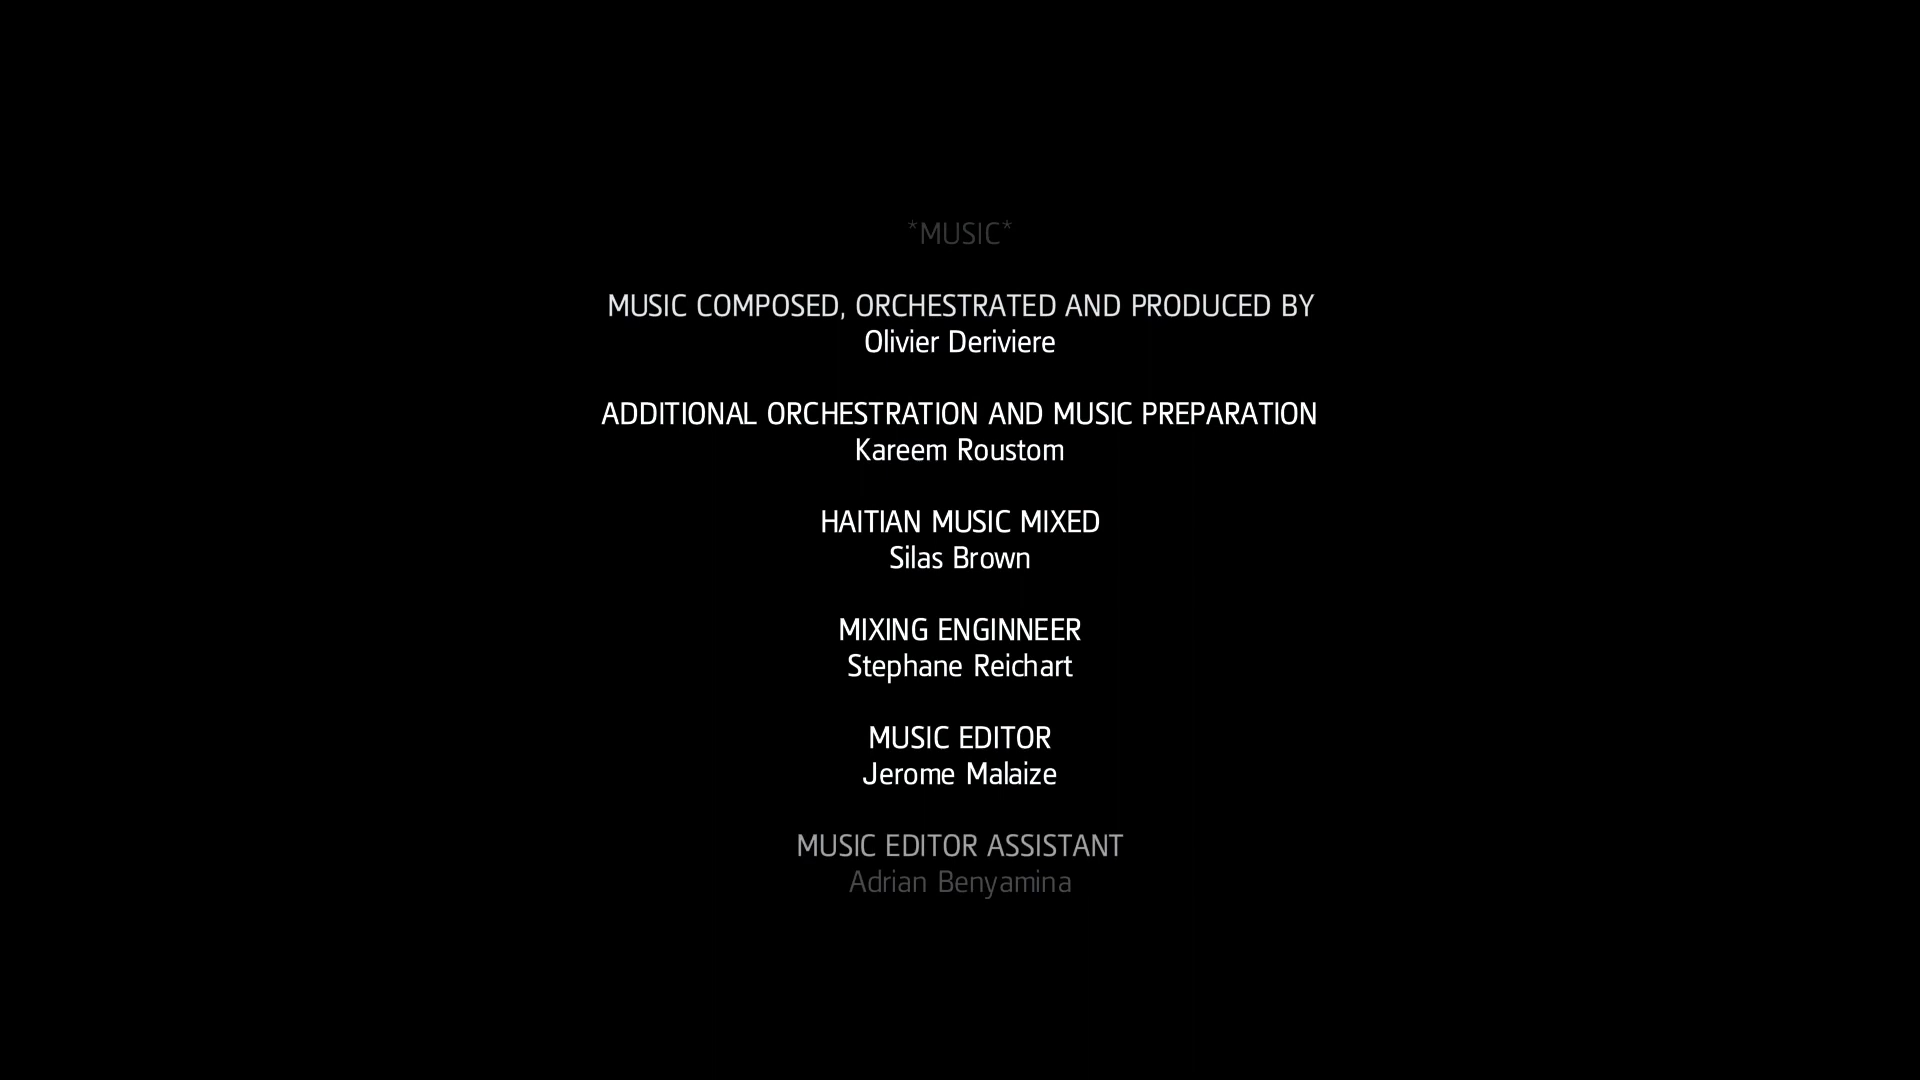 *MUSIC*
MUSIC COMPOSED, ORCHESTRATED AND PRODUCED BY
Olivier Deriviere
ADDITIONAL ORCHESTRATION AND MUSIC PREPARATION
Kareem Roustom
HAITIAN MUSIC MIXED
Silas Brown
MIXING ENGINNEER
Stephane Reichart
MUSIC EDITOR
Jerome Malaize
MUSIC EDITOR ASSISTANT
Adrian Benyamina